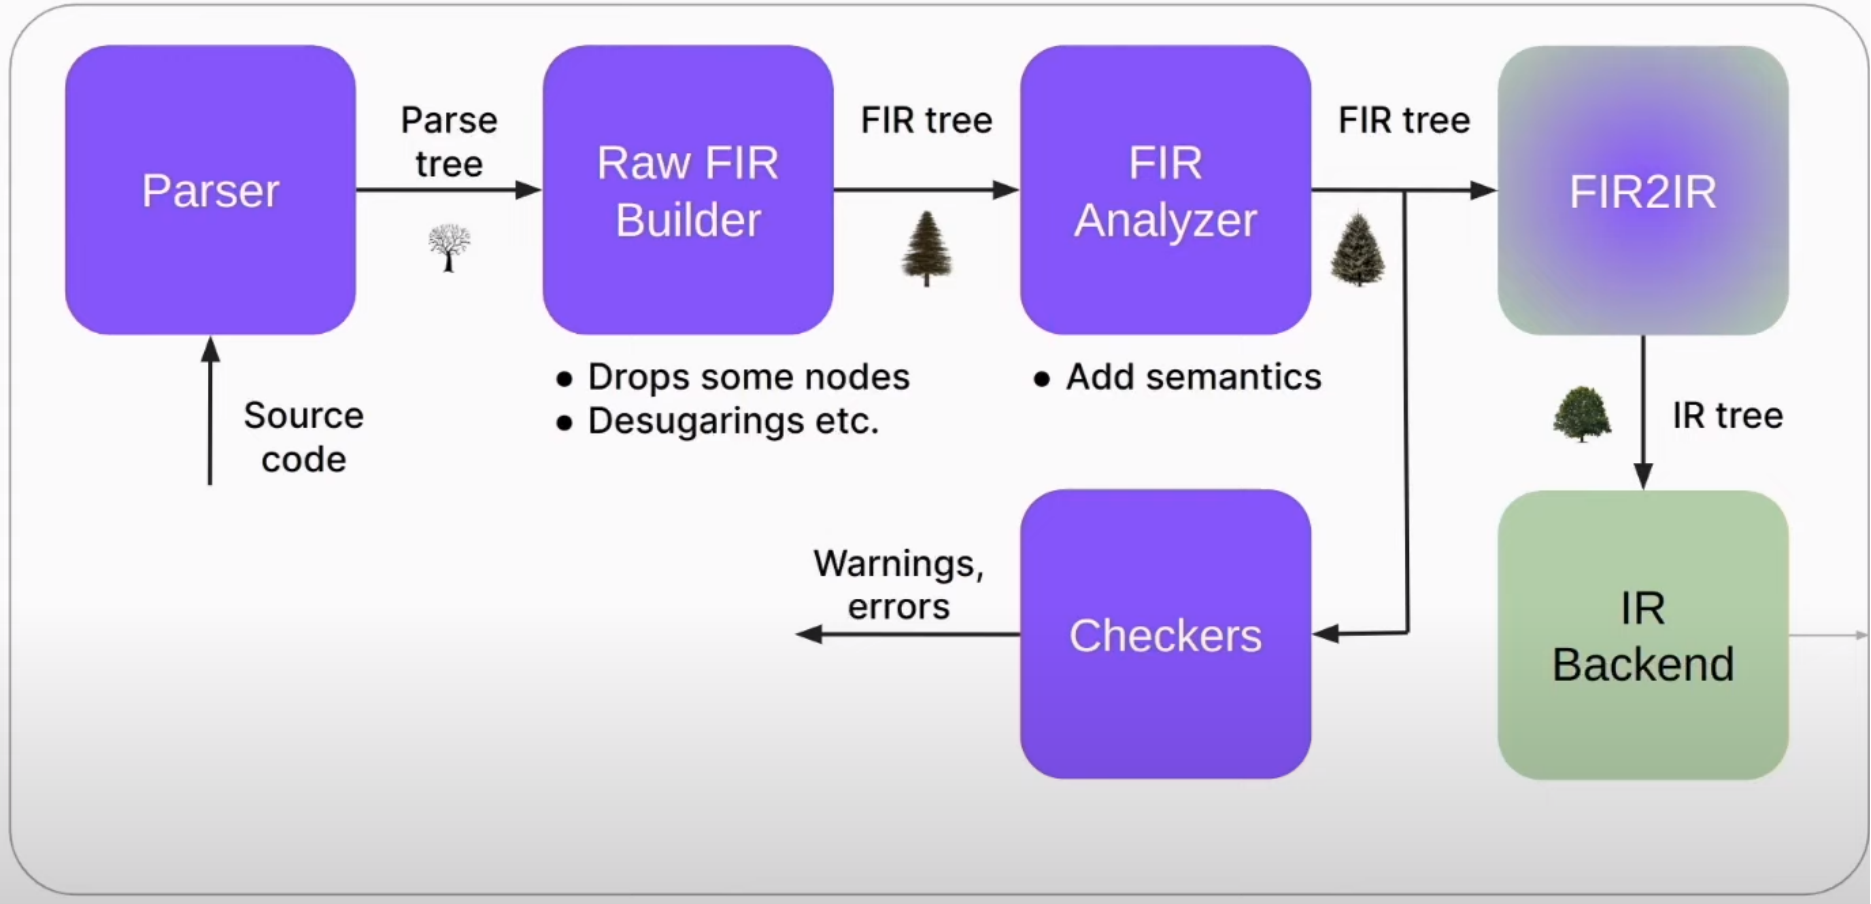 Parser
Parse
tree
Raw FIR
Builder
FIR tree
FIR
Analyzer
FIR tree
FIR2IR
Source
code
● Drops some nodes
● Desugarings etc.
● Add semantics
IR tree
Warnings,
errors
Checkers
IR
Backend